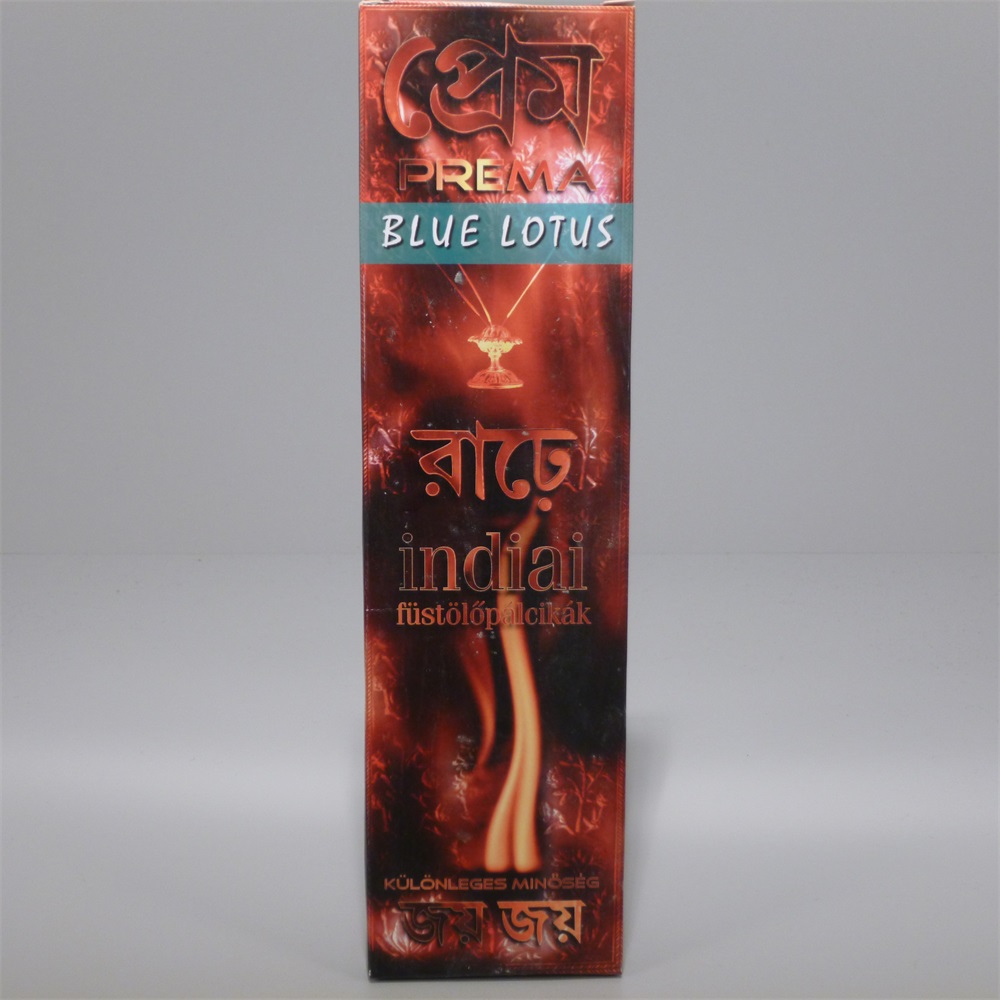 প্রেম
PREMA
BLUE LOTUS
রাঢ়ে
indiai
füstölőpálcikák
KÜLÖNLEGES MINŐSÉG
জয় জয়